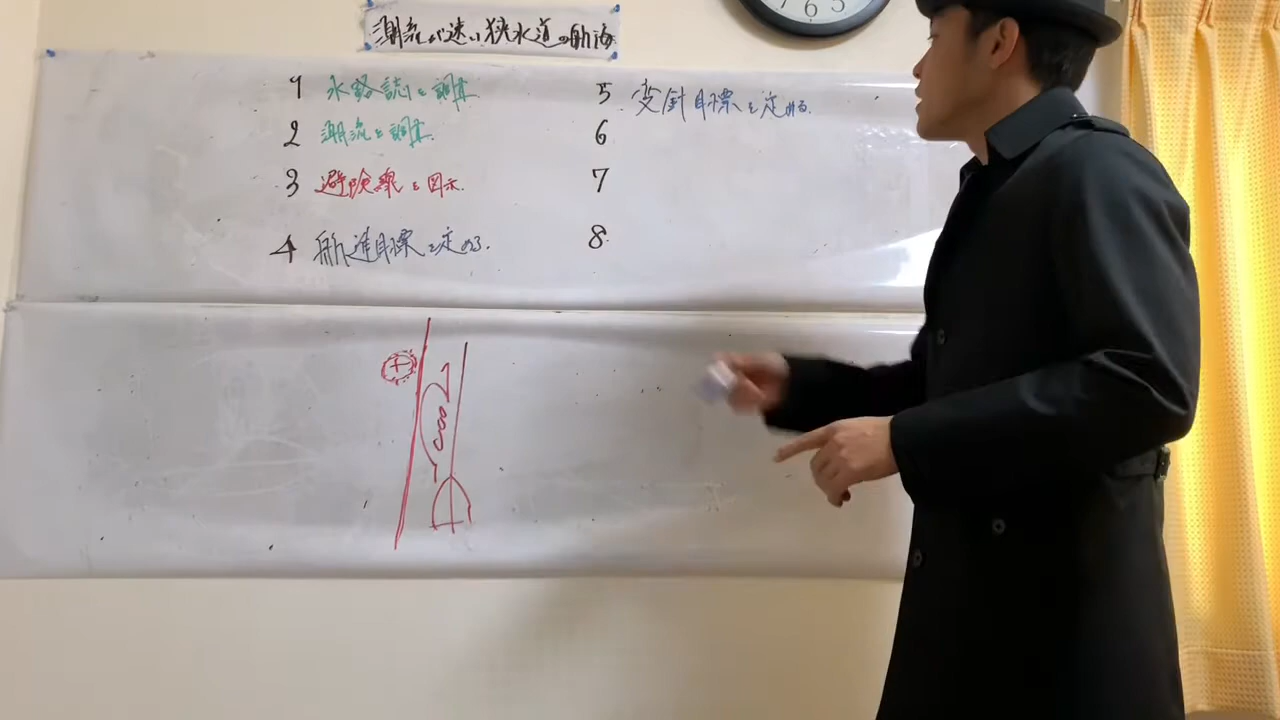 6 5
潮流が速い狭水道の航海
1 水路誌を調査
2 潮流を調査.
3 避険線を図示.
4 航進目標を定める.
5 変針目標を定める.
6
7
8